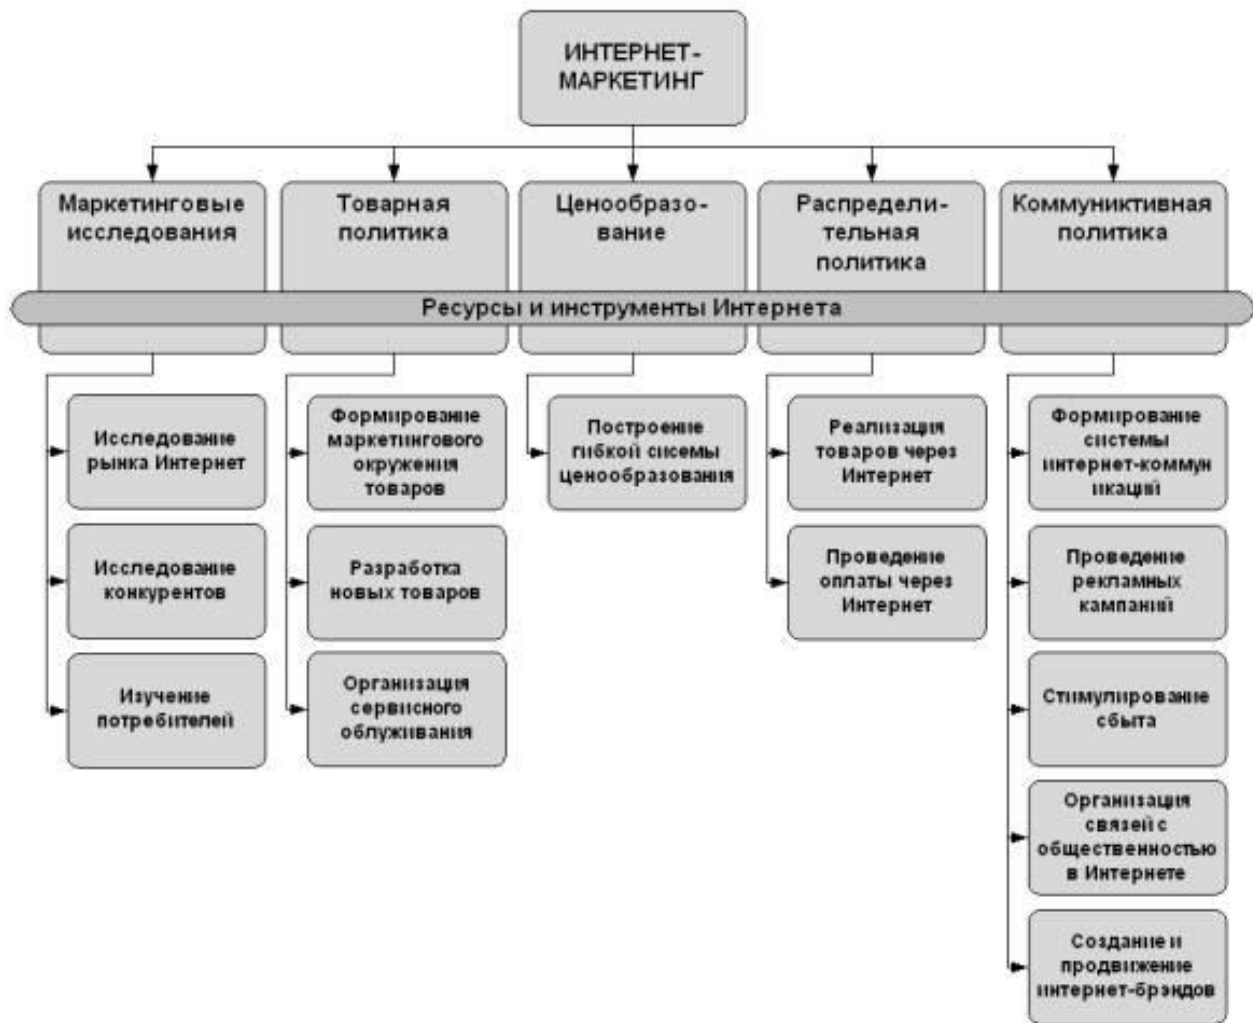 ИНТЕРНЕТ-
МАРКЕТИНГ
Маркетинговые
исследования
Товарная
политика
Ценообразо-
вание
Распредели-
тельная
политика
Коммуниктивная
политика
Ресурсы и инструменты Интернета
Исследование
рынка Интернет
Исследование
конкурентов
Изучение
потребителей
Формирование
маркетингового
окружения
товаров
Разработка
новых товаров
Организация
сервисного
облуживания
Построение
гибкой сисемы
ценообразования
Реализация
товаров через
Интернет
Проведение
оплаты через
Интернет
Формирование
системы
интернет-коммун
икаций
Проведение
рекламных
кампаний
Стимулирование
сбыта
Организация
связей с
общественностью
в Интернете
Создание и
продвижение
интернет-брэндов